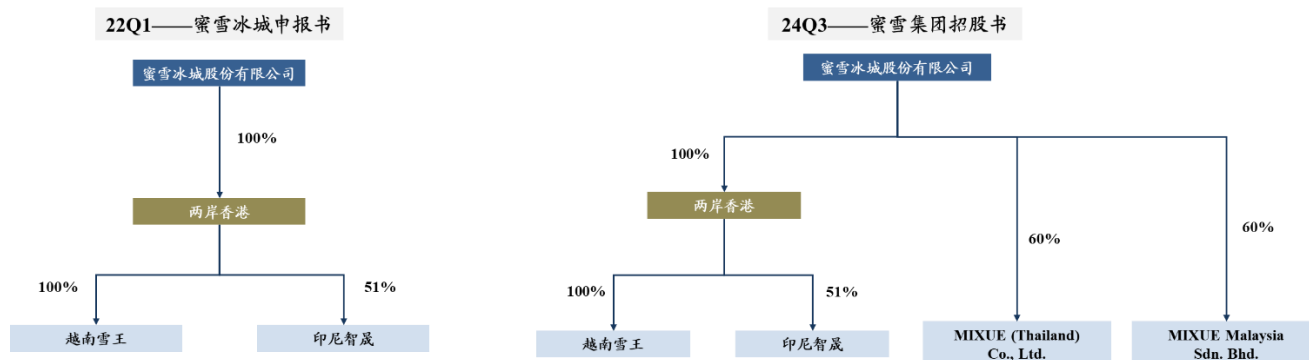 22Q1——蜜雪冰城申报书
蜜雪冰城股份有限公司
100%
两岸香港
100%
51%
越南雪王
印尼智晟
24Q3——蜜雪集团招股书
蜜雪冰城股份有限公司
100%
两岸香港
60%
60%
100%
51%
越南雪王
印尼智晟
MIXUE (Thailand)
Co., Ltd.
MIXUE Malaysia
Sdn. Bhd.